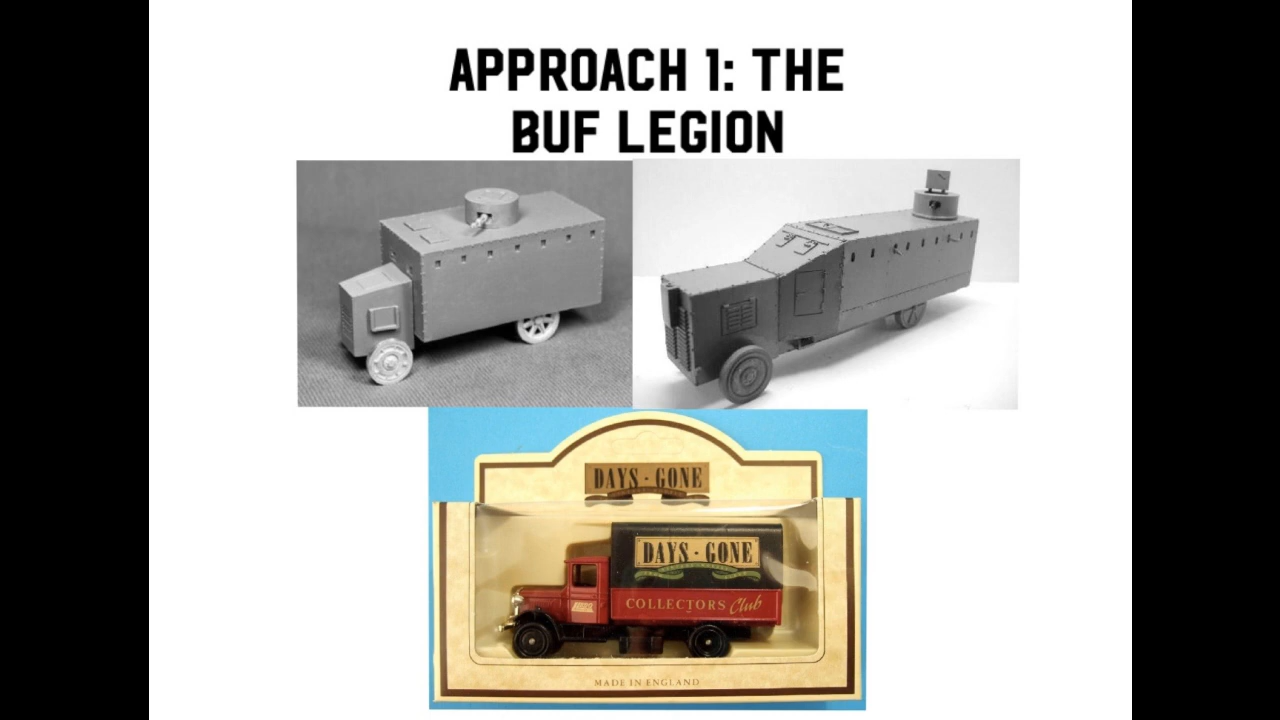 APPROACH 1: THE
BUF LEGION
DAYS-GONE
DAYS-GONE
COLLECTORS Club
MADE IN ENGLAND